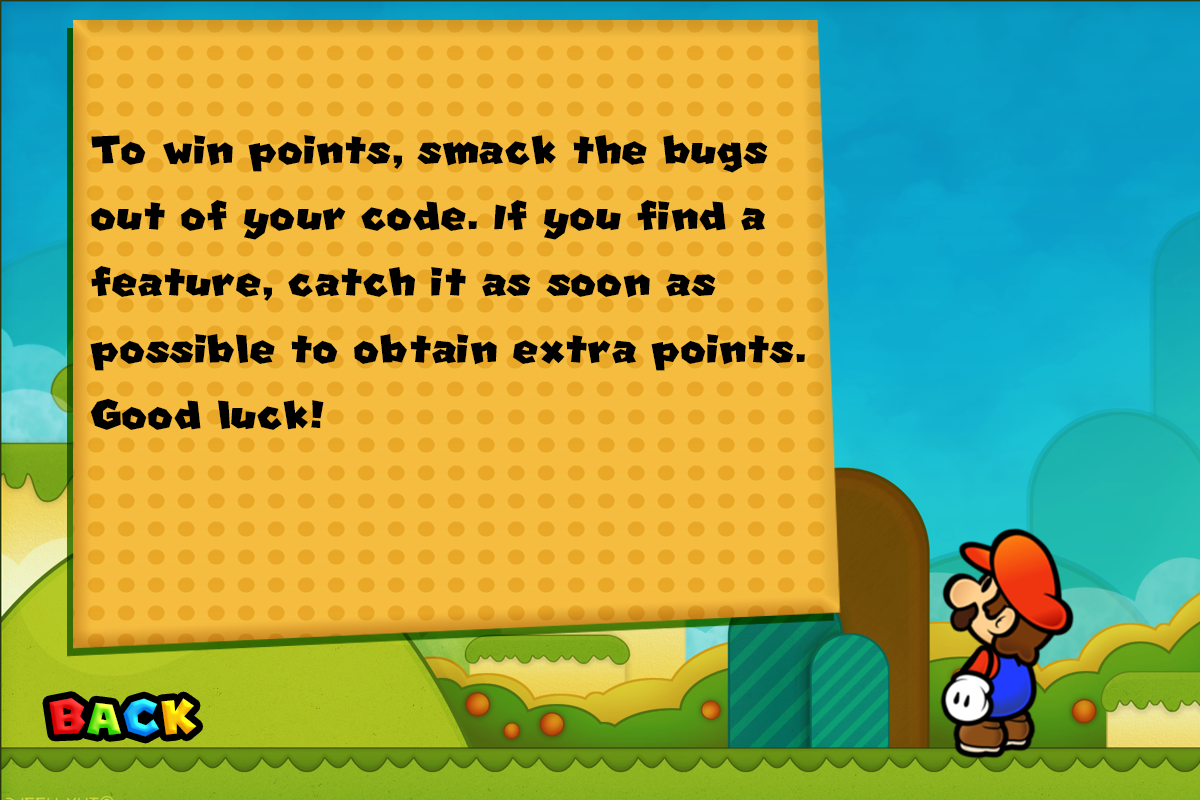 To win points, smack the bugs
out of your code. If you find a
feature, catch it as soon as
possible to obtain extra points.
Good luck!
BACK